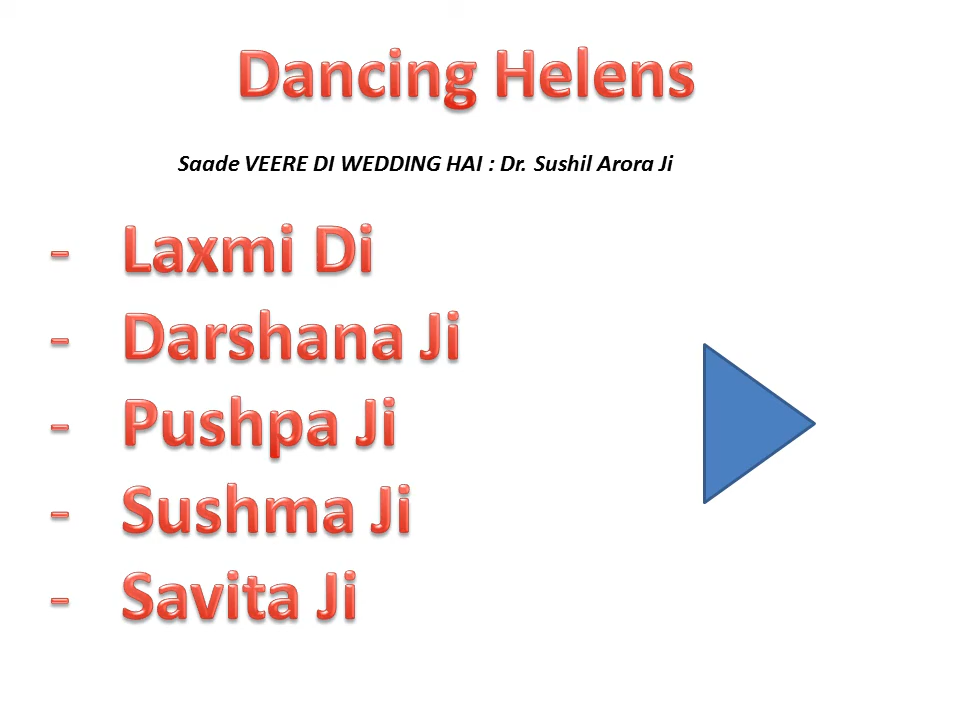 Dancing Helens
Saade VEERE DI WEDDING HAI : Dr. Sushil Arora Ji
- Laxmi Di
- Darshana Ji
- Pushpa Ji
- Sushma Ji
- Savita Ji